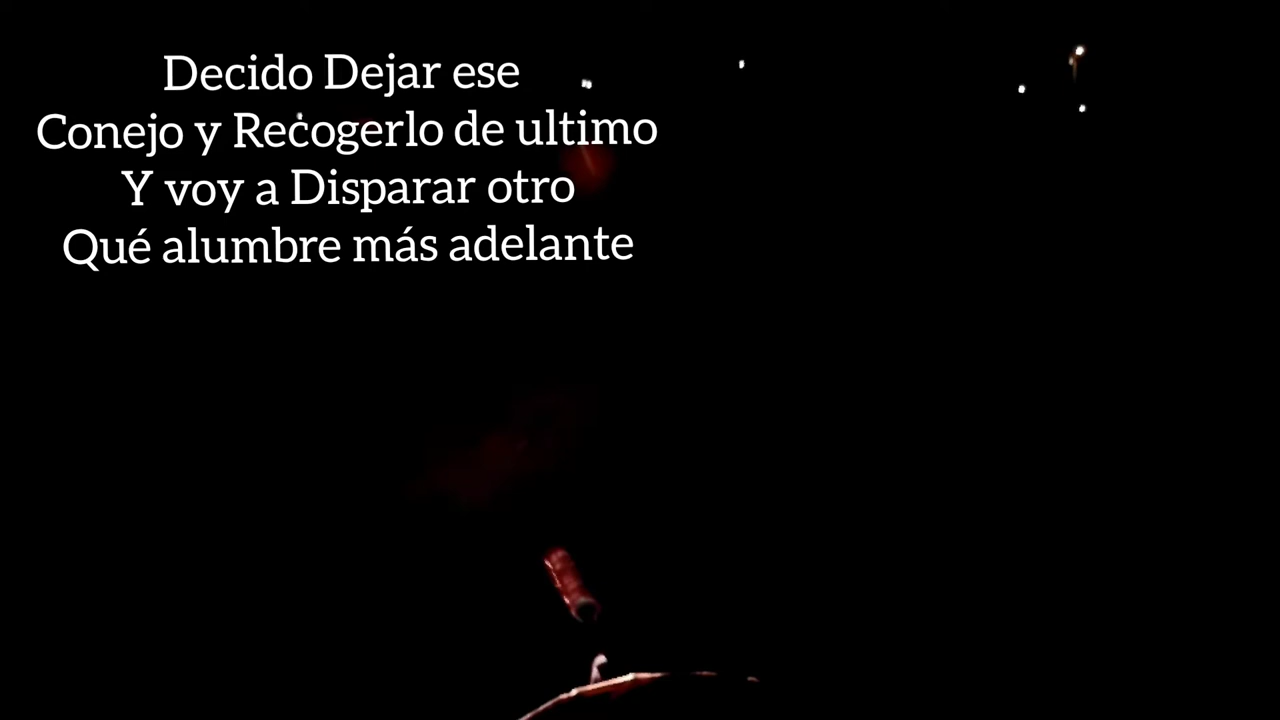 Decido Dejar ese
Conejo y Recogerlo de ultimo
Y voy a Disparar otro
Qué alumbre más adelante